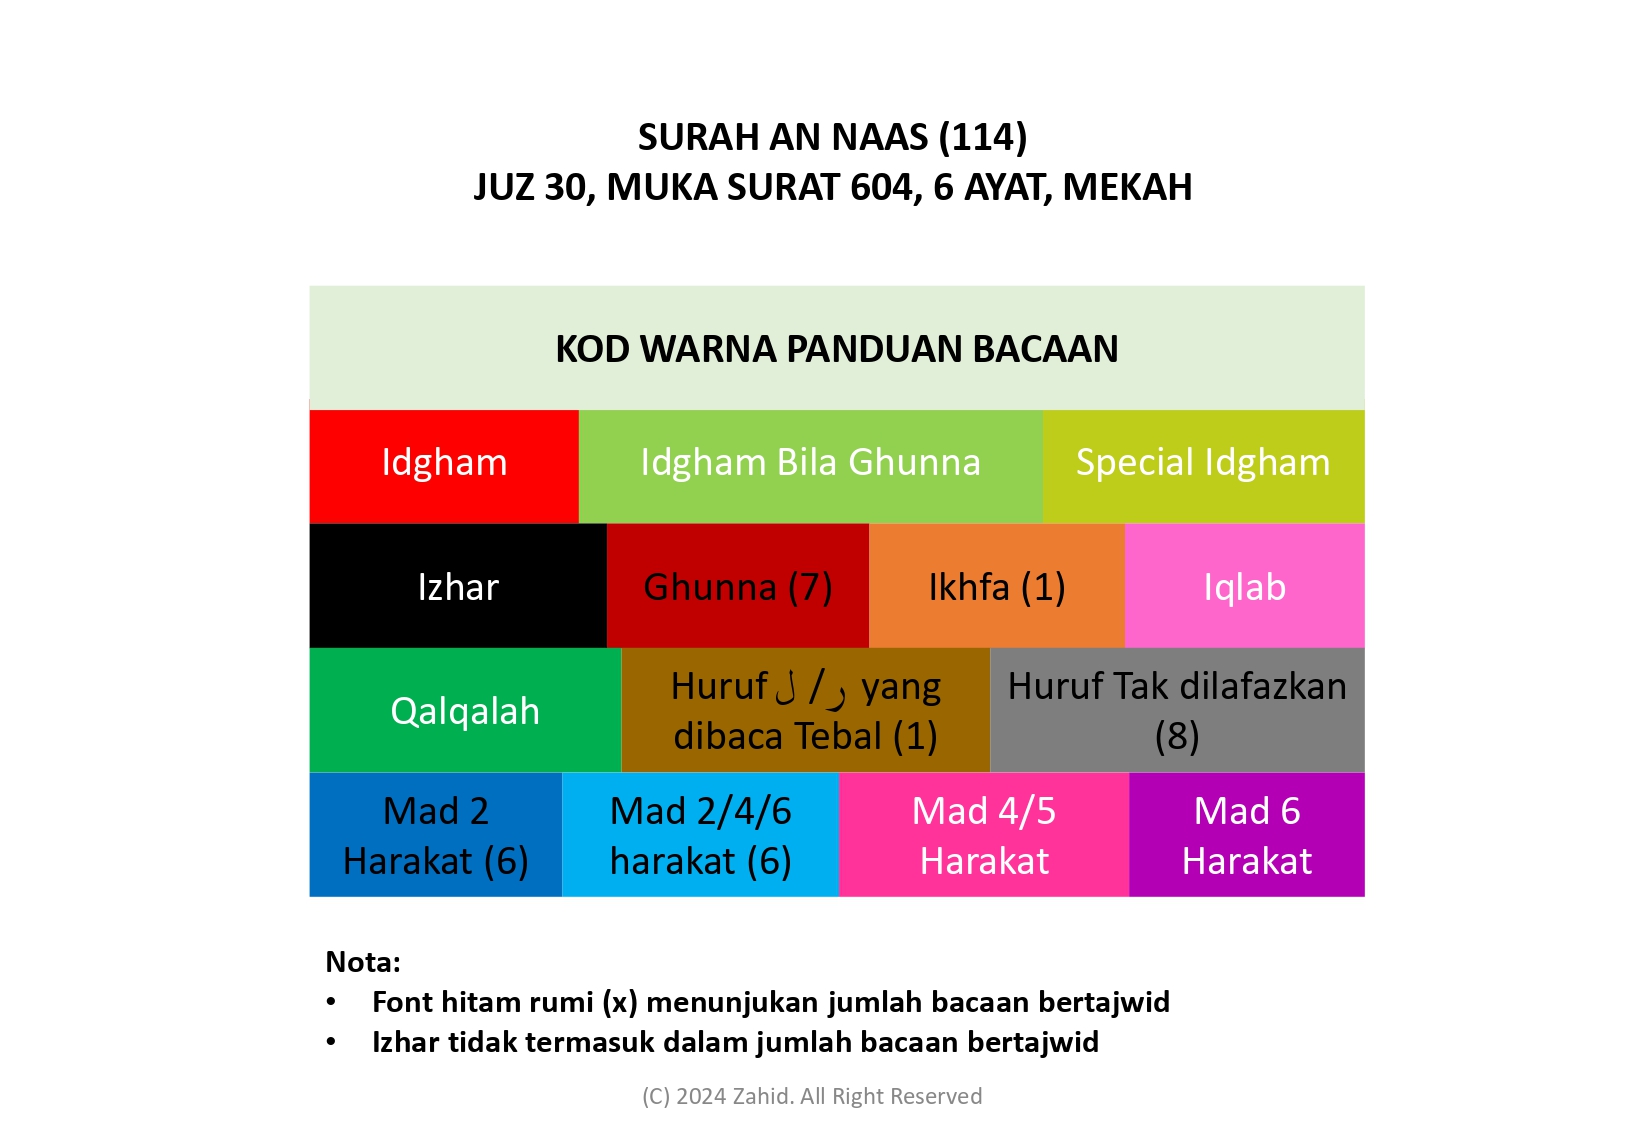 SURAH AN NAAS (114)
JUZ 30, MUKA SURAT 604, 6 AYAT, MEKAH
KOD WARNA PANDUAN BACAAN
Idgham
Idgham Bila Ghunna
Special Idgham
Izhar
Ghunna (7)
Ikhfa (1)
Iqlab
Qalqalah
Huruf ل / ر yang
dibaca Tebal (1)
Huruf Tak dilafazkan
(8)
Mad 2
Harakat (6)
Mad 2/4/6
harakat (6)
Mad 4/5
Harakat
Mad 6
Harakat
Nota:
• Font hitam rumi (x) menunjukan jumlah bacaan bertajwid
• Izhar tidak termasuk dalam jumlah bacaan bertajwid
(C) 2024 Zahid. All Right Reserved